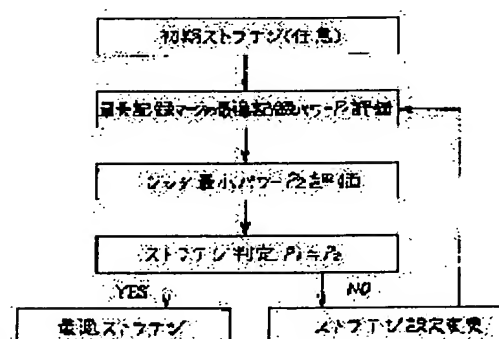 初期ストラテジ(任意)
最長記録マークの最適記録パワーP₁評価
ジッタ最小パワーP₂評価
ストラテジ判定 P₁≒P₂
YES
NO
最適ストラテジ
ストラテジ設定変更